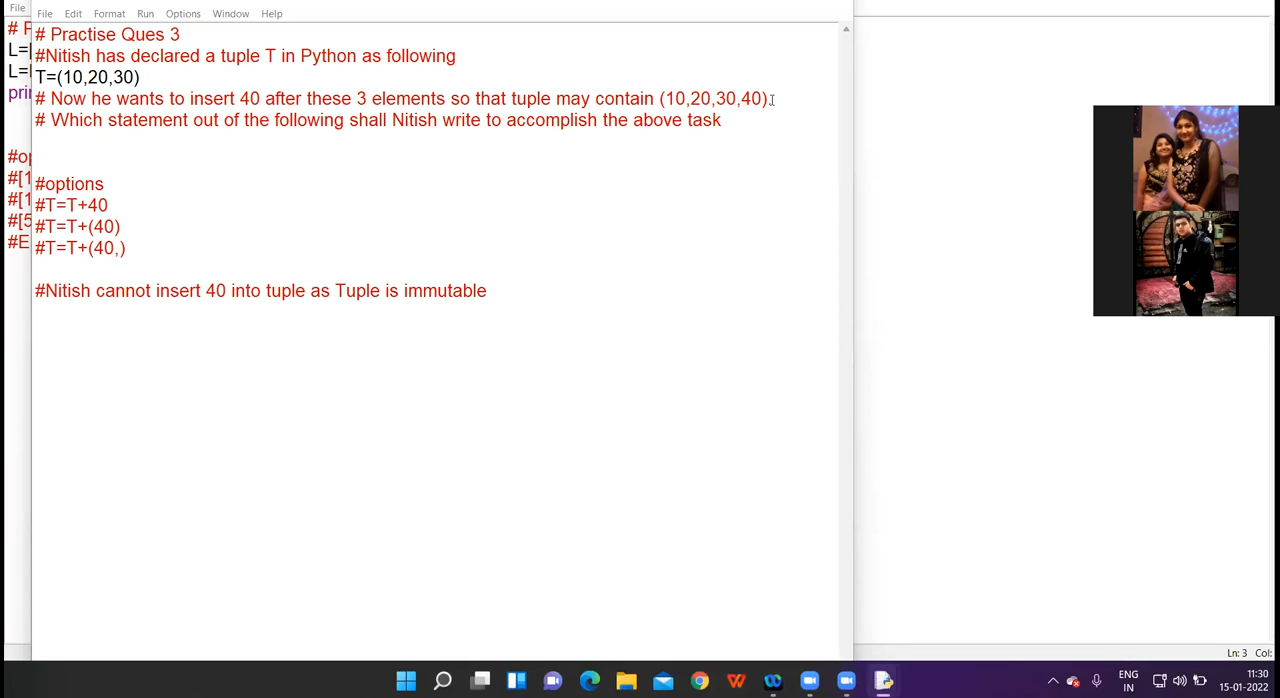 File
File Edit Format Run Options Window Help
# Practise Ques 3
#Nitish has declared a tuple T in Python as following
T=(10,20,30)
# Now he wants to insert 40 after these 3 elements so that tuple may contain (10,20,30,40).
# Which statement out of the following shall Nitish write to accomplish the above task
#options
#T=T+40
#T=T+(40)
#T=T+(40,)
#Nitish cannot insert 40 into tuple as Tuple is immutable
L=
L=
#[1
#[1
#[5
Ln: 3 Col:
ENG
IN
11:30
15-01-2022